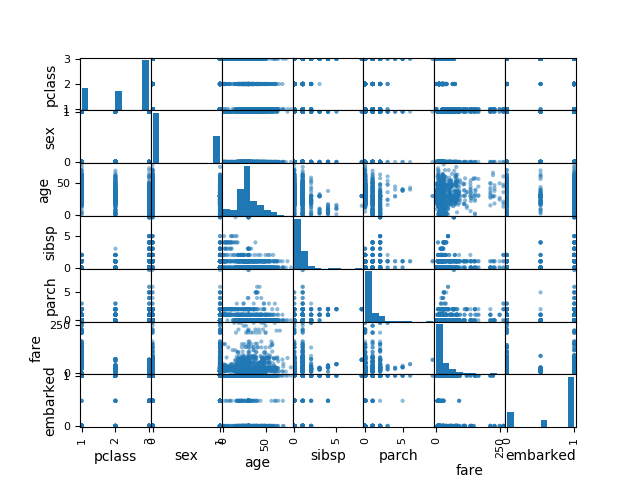 3
2
1
pclass
1
0
sex
50
0
age
5
0
sibsp
5
0
parch
250
0
fare
1
0
embarked
1 2 3 0 1 0 50 0 5 0 5 0 250 0 1
pclass sex age sibsp parch fare embarked